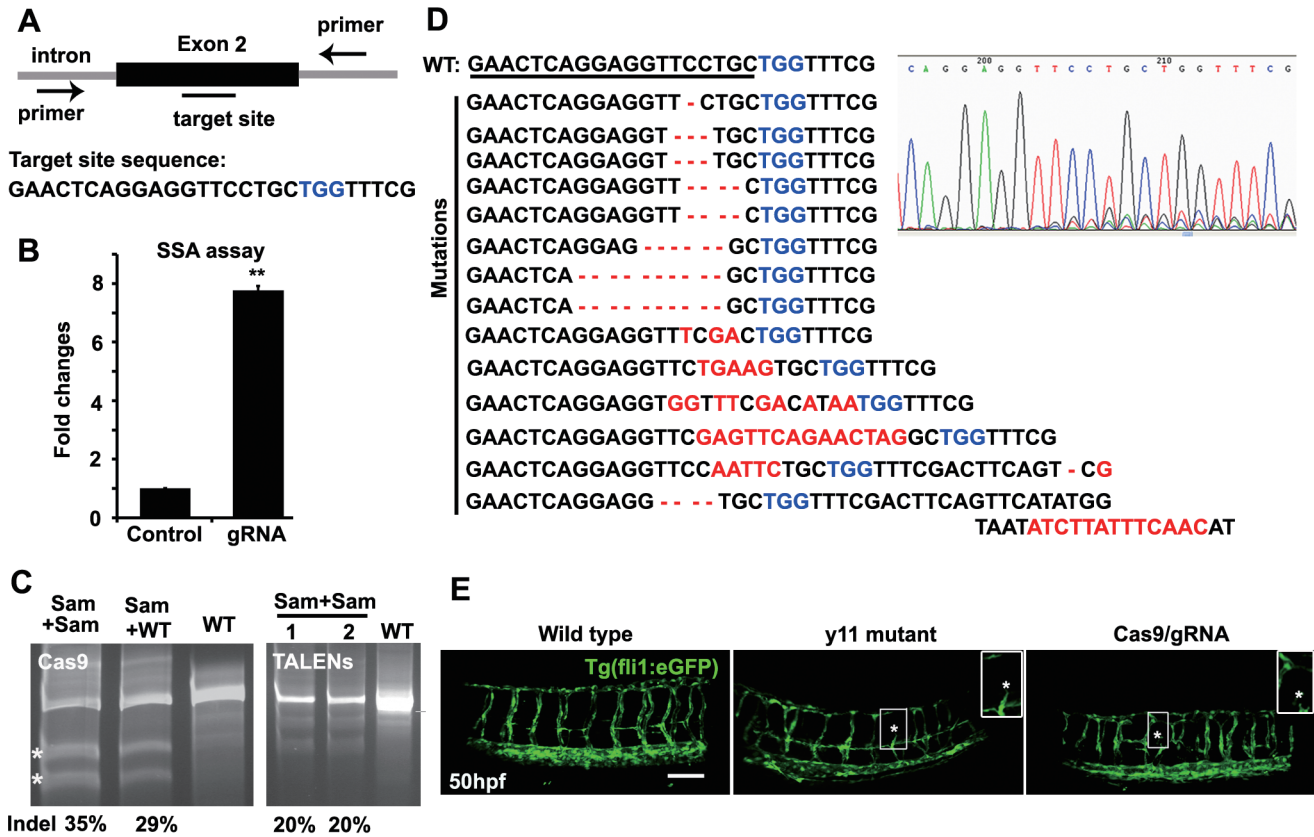 A
primer
Exon 2
intron
primer
target site
Target site sequence:
GAACTCAGGAGGTTCCTGCTGGTTTCG
B
SSA assay
**
Fold changes
8
6
4
2
0
Control
gRNA
C
Sam
+Sam
Sam
+WT
WT
Sam+Sam
1
2
WT
Cas9
TALENs
*
*
Indel 35% 29%
20% 20%
D
WT: GAACTCAGGAGGTTCCTGCTGGTTTCG
Mutations
GAACTCAGGAGGTT - CTGCTGGTTTCG
GAACTCAGGAGGT - - - TGCTGGTTTCG
GAACTCAGGAGGT - - - TGCTGGTTTCG
GAACTCAGGAGGTT - - - - CTGGTTTCG
GAACTCAGGAGGTT - - - - CTGGTTTCG
GAACTCAGGAG - - - - - - GCTGGTTTCG
GAACTCA - - - - - - - - - - GCTGGTTTCG
GAACTCA - - - - - - - - - - GCTGGTTTCG
GAACTCAGGAGGTTTCGACTGGTTTCG
GAACTCAGGAGGTTCTGAAGTGCTGGTTTCG
GAACTCAGGAGGTGGTTTCGACATAATGGTTTCG
GAACTCAGGAGGTTCGAGTTCAGAACTAGGCTGGTTTCG
GAACTCAGGAGGTTCCAATTCTGCTGGTTTCGACTTCAGT - CG
GAACTCAGGAGG - - - - TGCTGGTTTCGACTTCAGTTCATATGG
TAATATCTTATTTCAACAT
200
210
C A G G A G G T T C C T G C T G G T T T C G
E
Wild type
y11 mutant
Cas9/gRNA
Tg(fli1:eGFP)
50hpf
*
*
*
*